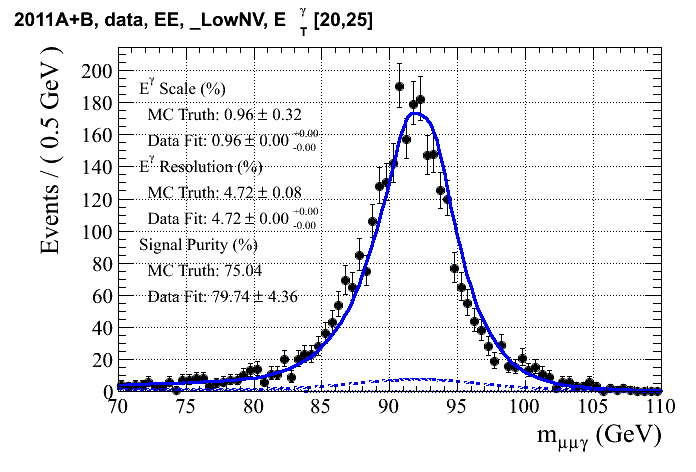 2011A+B, data, EE, _LowNV, E γ T [20,25]
Events / ( 0.5 GeV )
200
180
160
140
120
100
80
60
40
20
0
E^γ Scale (%)
MC Truth: 0.96 ± 0.32
Data Fit: 0.96 ± 0.00 +0.00 -0.00
E^γ Resolution (%)
MC Truth: 4.72 ± 0.08
Data Fit: 4.72 ± 0.00 +0.00 -0.00
Signal Purity (%)
MC Truth: 75.04
Data Fit: 79.74 ± 4.36
70 75 80 85 90 95 100 105 110
m_μμγ (GeV)